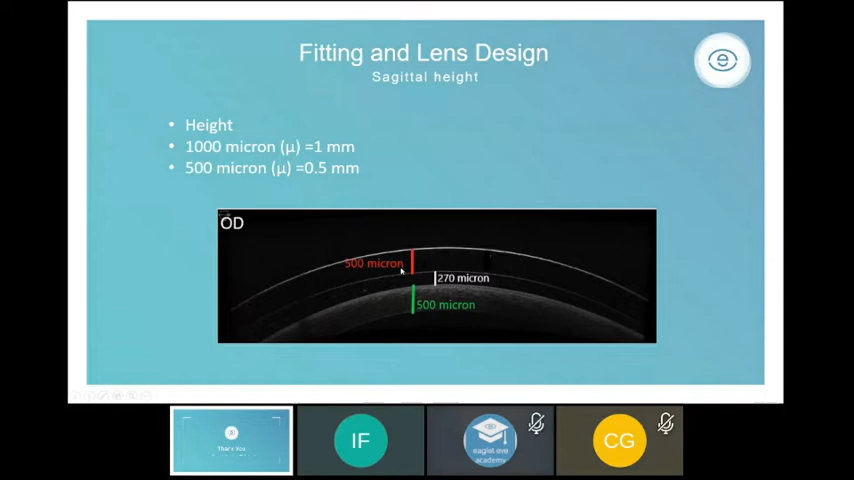 Fitting and Lens Design
Sagittal height
• Height
• 1000 micron (μ) =1 mm
• 500 micron (μ) =0.5 mm
OD
500 micron
270 micron
500 micron
Thank You
IF
eaglet eye
academy
CG